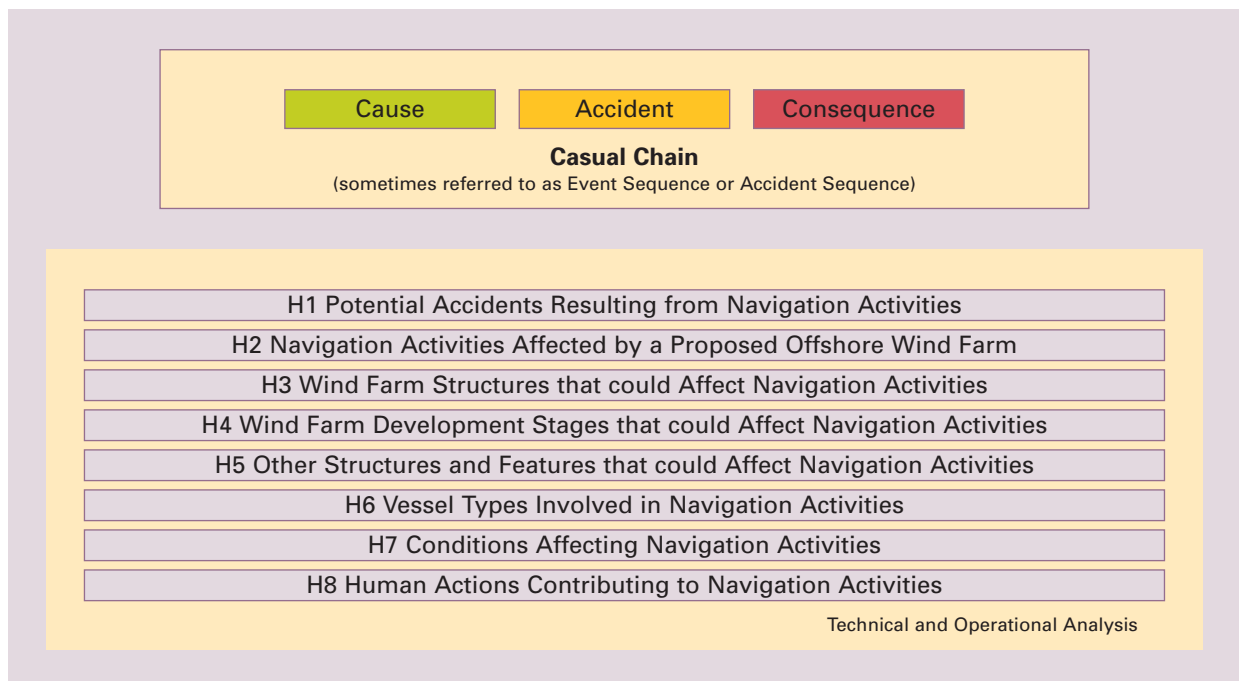 Cause Accident Consequence
Casual Chain
(sometimes referred to as Event Sequence or Accident Sequence)
H1 Potential Accidents Resulting from Navigation Activities
H2 Navigation Activities Affected by a Proposed Offshore Wind Farm
H3 Wind Farm Structures that could Affect Navigation Activities
H4 Wind Farm Development Stages that could Affect Navigation Activities
H5 Other Structures and Features that could Affect Navigation Activities
H6 Vessel Types Involved in Navigation Activities
H7 Conditions Affecting Navigation Activities
H8 Human Actions Contributing to Navigation Activities
Technical and Operational Analysis